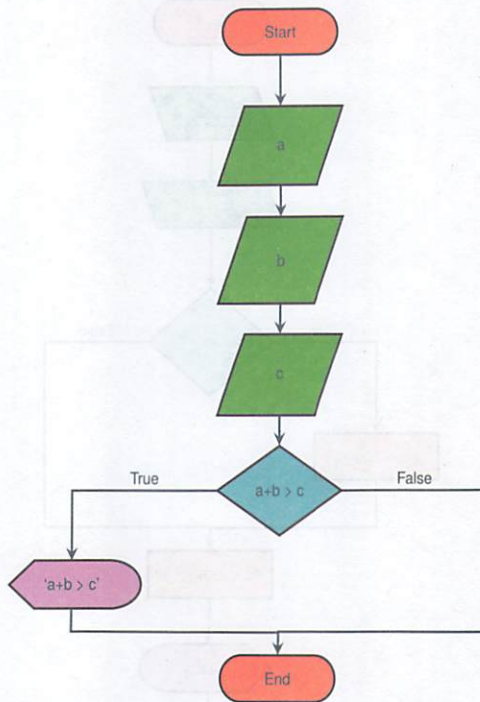 Start
a
b
c
a+b > c
True
False
'a+b > c'
End